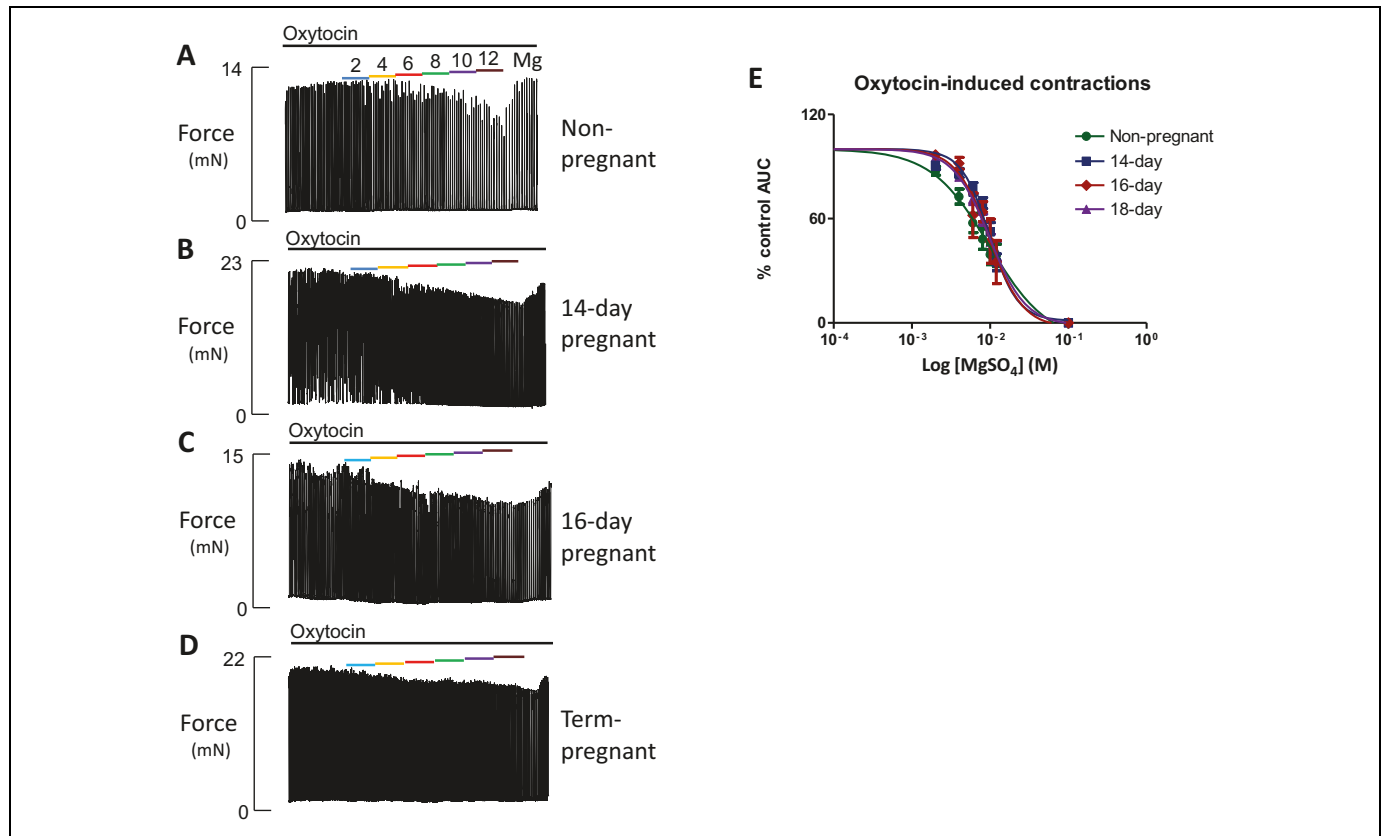 A
Oxytocin
2 4 6 8 10 12 Mg
14
Force
(mN)
0
Non-
pregnant
B
Oxytocin
23
Force
(mN)
0
14-day
pregnant
C
Oxytocin
15
Force
(mN)
0
16-day
pregnant
D
Oxytocin
22
Force
(mN)
0
Term-
pregnant
E
Oxytocin-induced contractions
120
60
0
% control AUC
10⁻⁴ 10⁻³ 10⁻² 10⁻¹ 10⁰
Log [MgSO₄] (M)
Non-pregnant
14-day
16-day
18-day